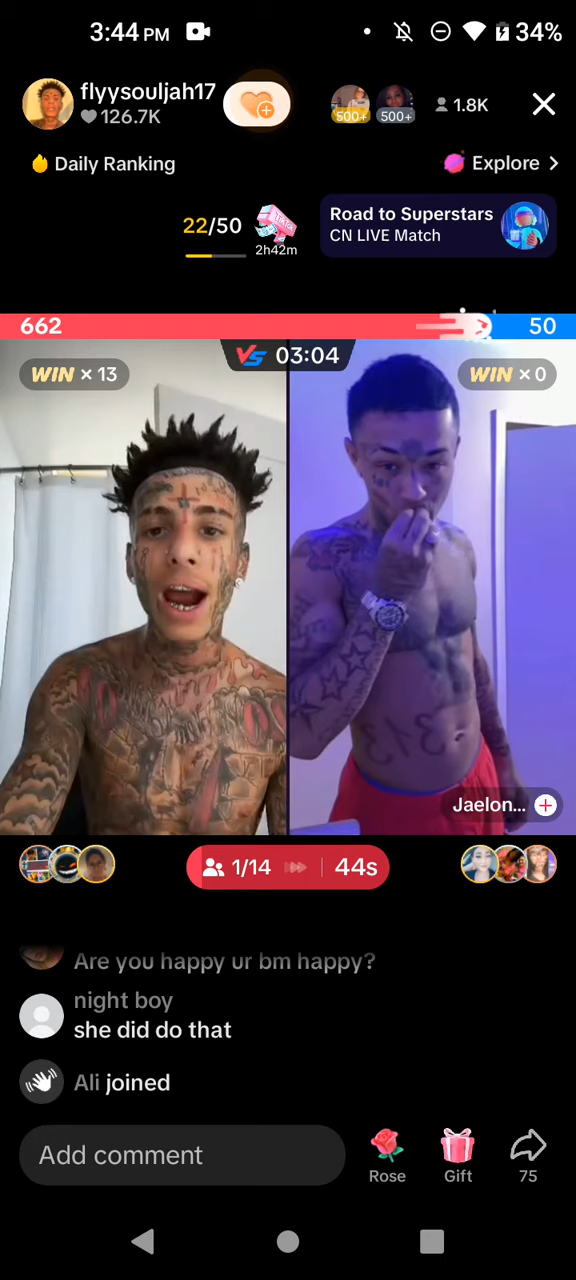 3:44 PM
34%
flyysouljah17
126.7K
500+
500+
1.8K
Daily Ranking
Explore
22/50
2h42m
Road to Superstars
CN LIVE Match
662
50
VS 03:04
WIN × 13
WIN × 0
Jaelon...
1/14
44s
Are you happy ur bm happy?
night boy
she did do that
Ali joined
Add comment
Rose
Gift
75